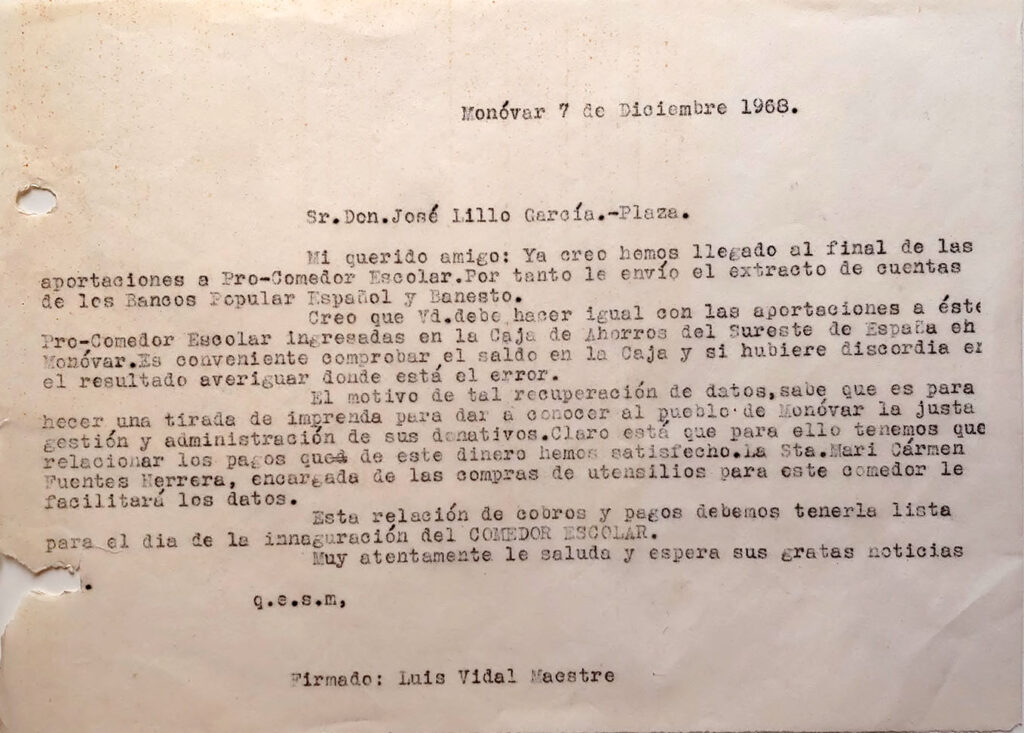 Monóvar 7 de Diciembre 1968.
Sr.Don.José Lillo García.-Plaza.
Mi querido amigo: Ya creo hemos llegado al final de las
aportaciones a Pro-Comedor Escolar.Por tanto le envío el extracto de cuentas
de los Bancos Popular Español y Banesto.
Creo que Vd.debe hacer igual con las aportaciones a éste
Pro-Comedor Escolar ingresadas en la Caja de Ahorros del Sureste de España en
Monóvar.Es conveniente comprobar el saldo en la Caja y si hubiere discordia en
el resultado averiguar donde está el error.
El motivo de tal recuperación de datos,sabe que es para
hecer una tirada de imprenda para dar a conocer al pueblo de Monóvar la justa
gestión y administración de sus donativos.Claro está que para ello tenemos que
relacionar los pagos que de este dinero hemos satisfecho.La Sta.Mari Cármen
Fuentes Herrera, encargada de las compras de utensilios para este comedor le
facilitará los datos.
Esta relación de cobros y pagos debemos tenerla lista
para el dia de la innaguración del COMEDOR ESCOLAR.
Muy atentamente le saluda y espera sus gratas noticias
.
q.e.s.m,
Firmado: Luis Vidal Maestre